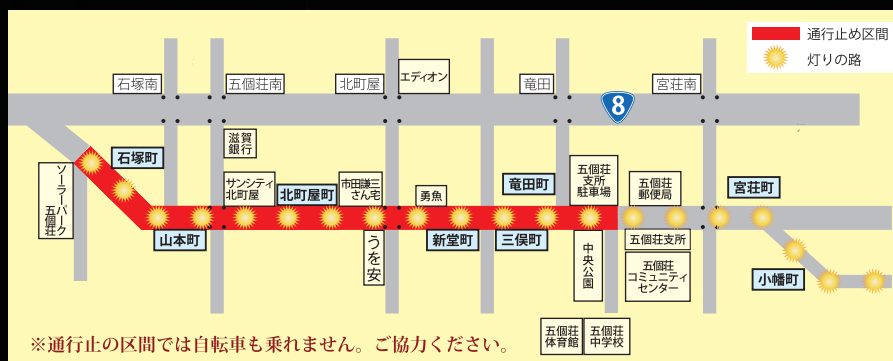 通行止め区間
灯りの路
石塚南
五個荘南
北町屋
エディオン
竜田
宮荘南
8
滋賀
銀行
石塚町
ソーラーパーク
五個荘
サンシティ
北町屋
北町屋町
市田謙三
さん宅
勇魚
竜田町
五個荘
支所
駐車場
五個荘
郵便局
宮荘町
山本町
うを安
新堂町
三俣町
中央公園
五個荘支所
五個荘
コミュニティ
センター
小幡町
五個荘
体育館
五個荘
中学校
※通行止の区間では自転車も乗れません。ご協力ください。